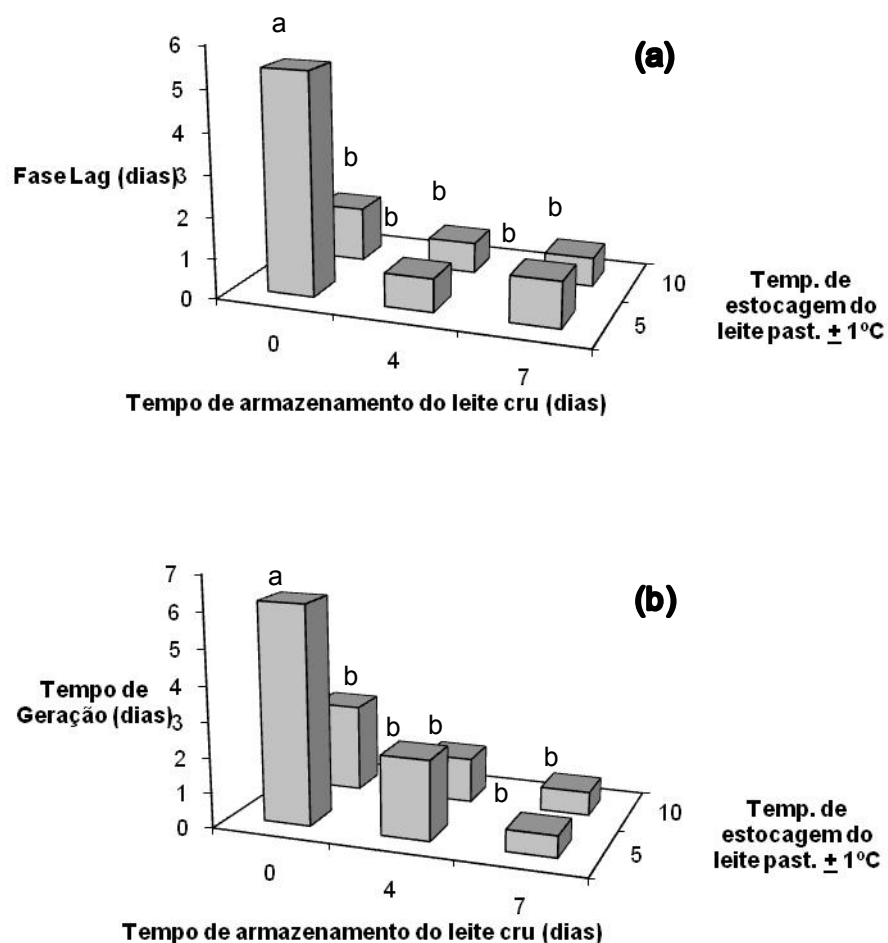 a
6
(a)
5
4
b
Fase Lag (dias)
3
b
b
b
b
2
1
0
10
Temp. de
estocagem do
leite past. ± 1ºC
5
0
4
7
Tempo de armazenamento do leite cru (dias)
7
a
(b)
6
5
Tempo de
Geração (dias)
4
b
b
b
3
b
b
2
1
0
10
Temp. de
estocagem do
leite past. ± 1ºC
5
0
4
7
Tempo de armazenamento do leite cru (dias)